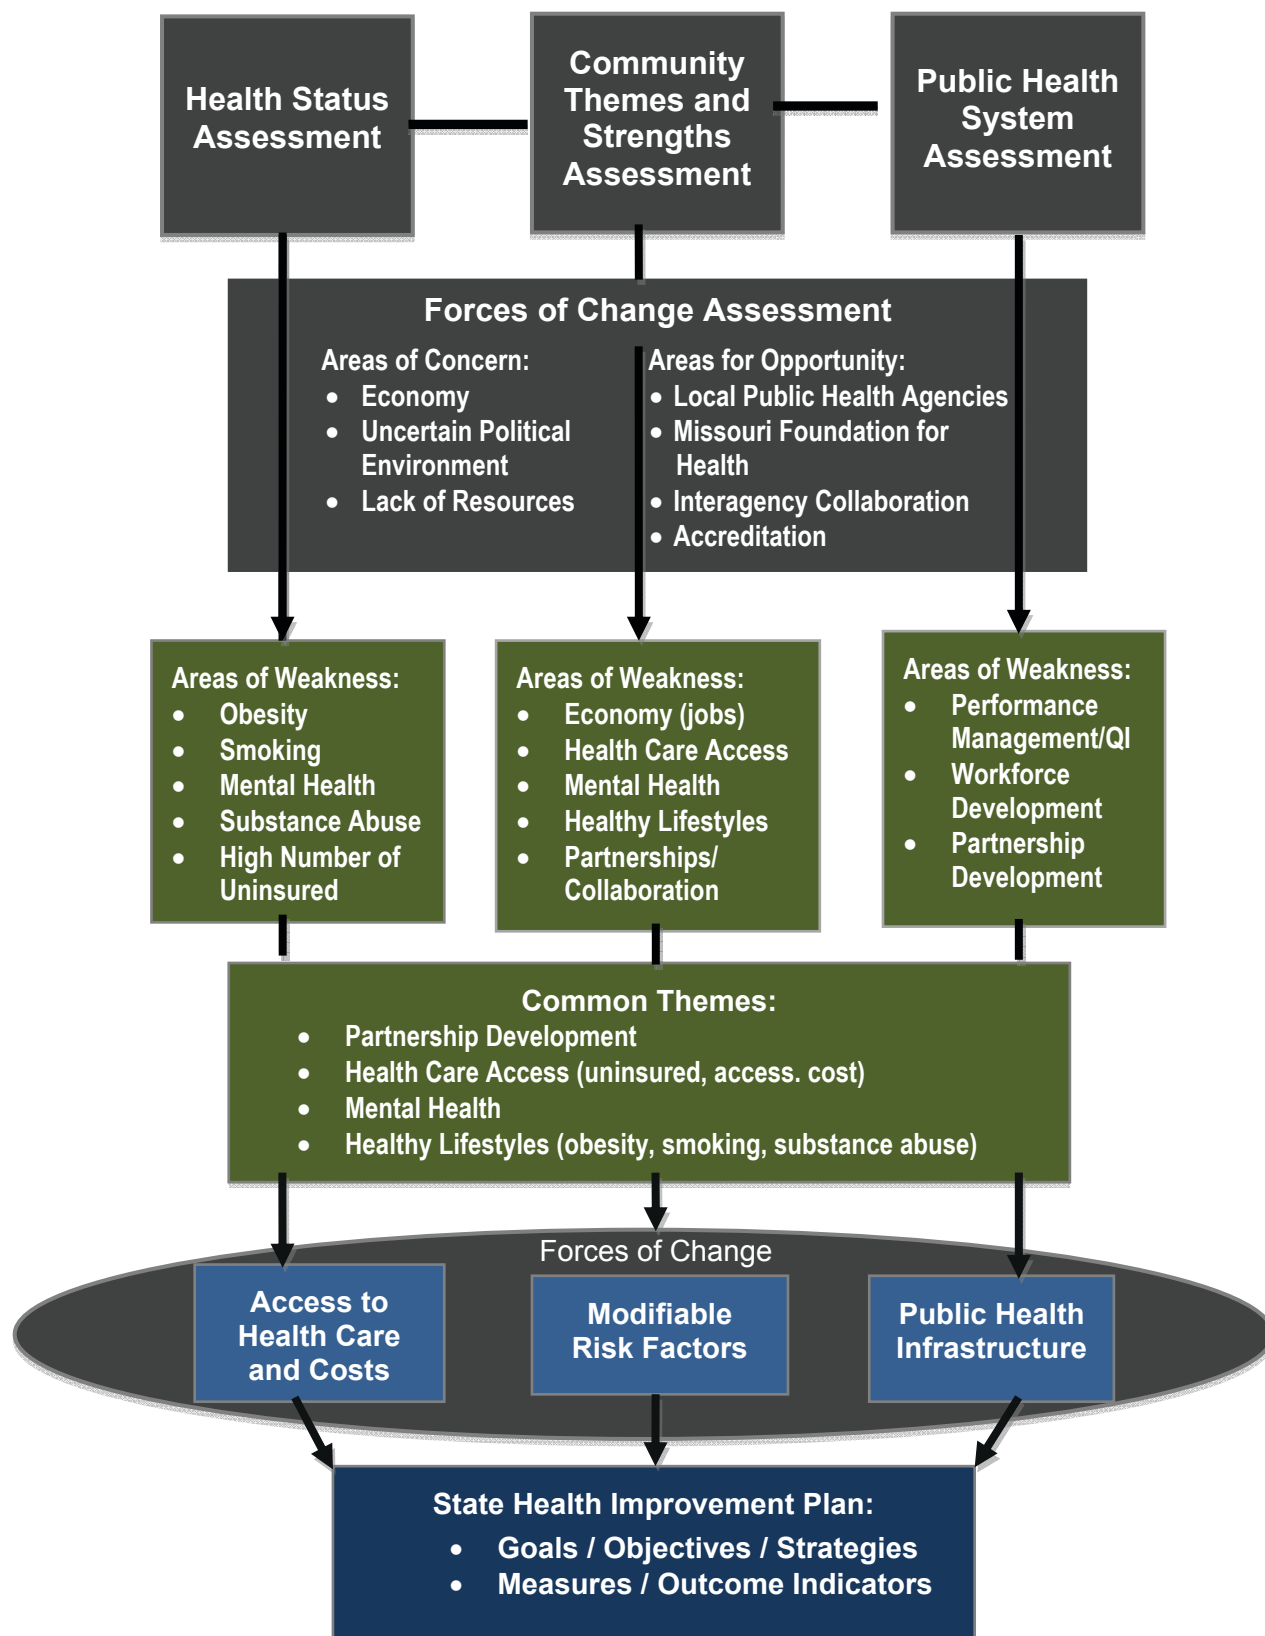 Health Status
Assessment
Community
Themes and
Strengths
Assessment
Public Health
System
Assessment
Forces of Change Assessment
Areas of Concern:
• Economy
• Uncertain Political
Environment
• Lack of Resources
Areas for Opportunity:
• Local Public Health Agencies
• Missouri Foundation for
Health
• Interagency Collaboration
• Accreditation
Areas of Weakness:
• Obesity
• Smoking
• Mental Health
• Substance Abuse
• High Number of
Uninsured
Areas of Weakness:
• Economy (jobs)
• Health Care Access
• Mental Health
• Healthy Lifestyles
• Partnerships/
Collaboration
Areas of Weakness:
• Performance
Management/QI
• Workforce
Development
• Partnership
Development
Common Themes:
• Partnership Development
• Health Care Access (uninsured, access. cost)
• Mental Health
• Healthy Lifestyles (obesity, smoking, substance abuse)
Forces of Change
Access to
Health Care
and Costs
Modifiable
Risk Factors
Public Health
Infrastructure
State Health Improvement Plan:
• Goals / Objectives / Strategies
• Measures / Outcome Indicators